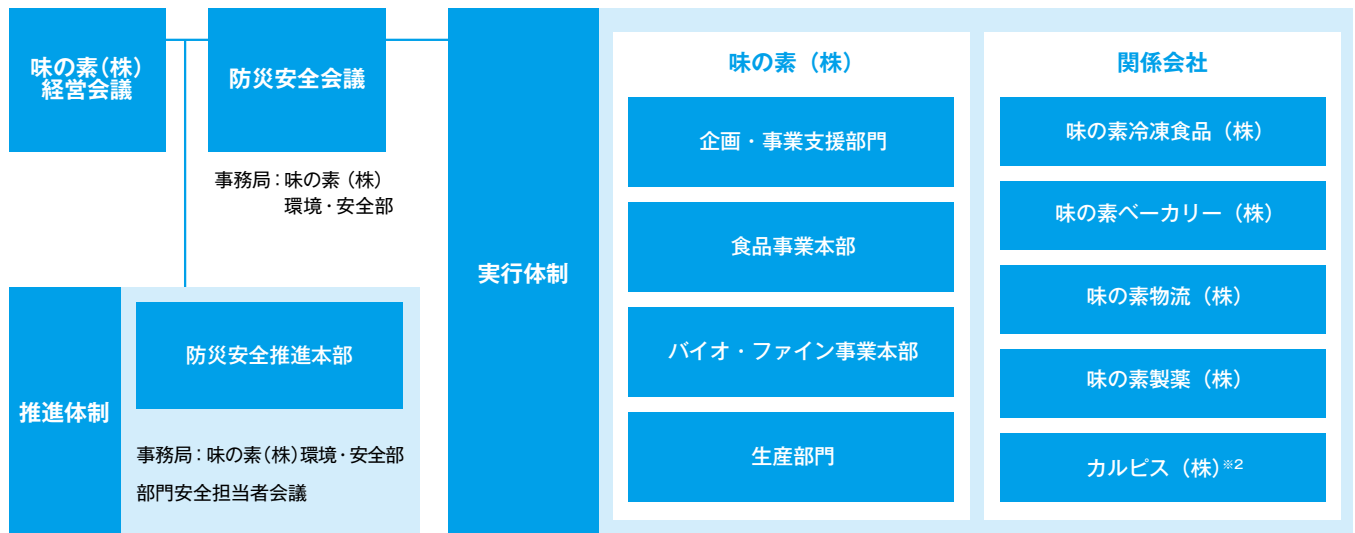 味の素(株)
経営会議
防災安全会議
事務局:味の素(株)
環境・安全部
推進体制
防災安全推進本部
事務局:味の素(株)環境・安全部
部門安全担当者会議
実行体制
味の素(株)
企画・事業支援部門
食品事業本部
バイオ・ファイン事業本部
生産部門
関係会社
味の素冷凍食品(株)
味の素ベーカリー(株)
味の素物流(株)
味の素製薬(株)
カルピス(株)※2